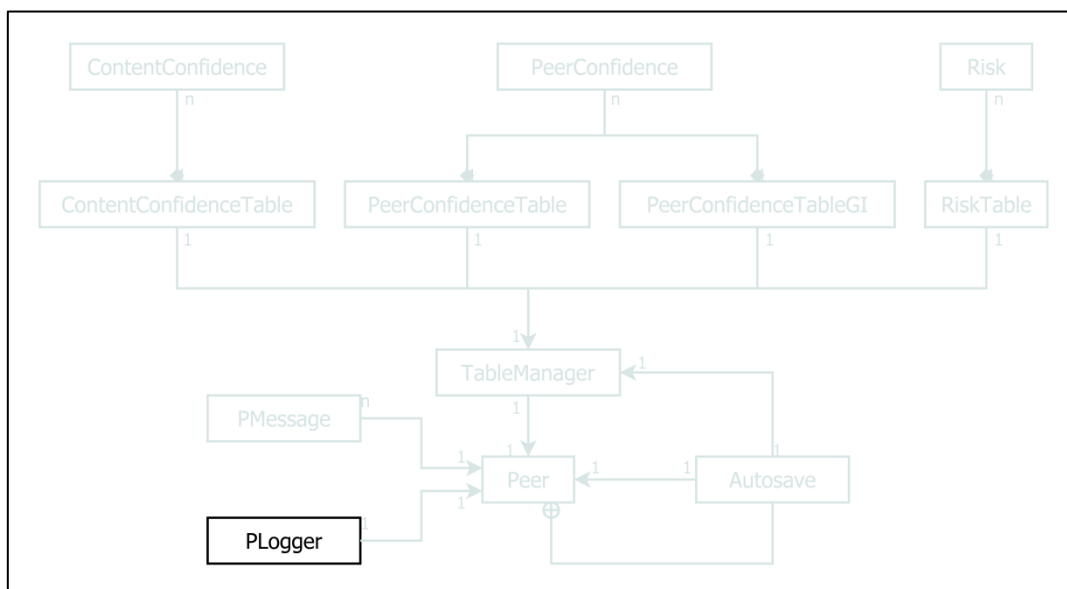 ContentConfidence
PeerConfidence
Risk
n
n
n
ContentConfidenceTable
PeerConfidenceTable
PeerConfidenceTableGI
RiskTable
1
1
1
1
1
TableManager
1
1
PMessage
n
1
1
1
Peer
1
1
1
Autosave
1
PLogger
1